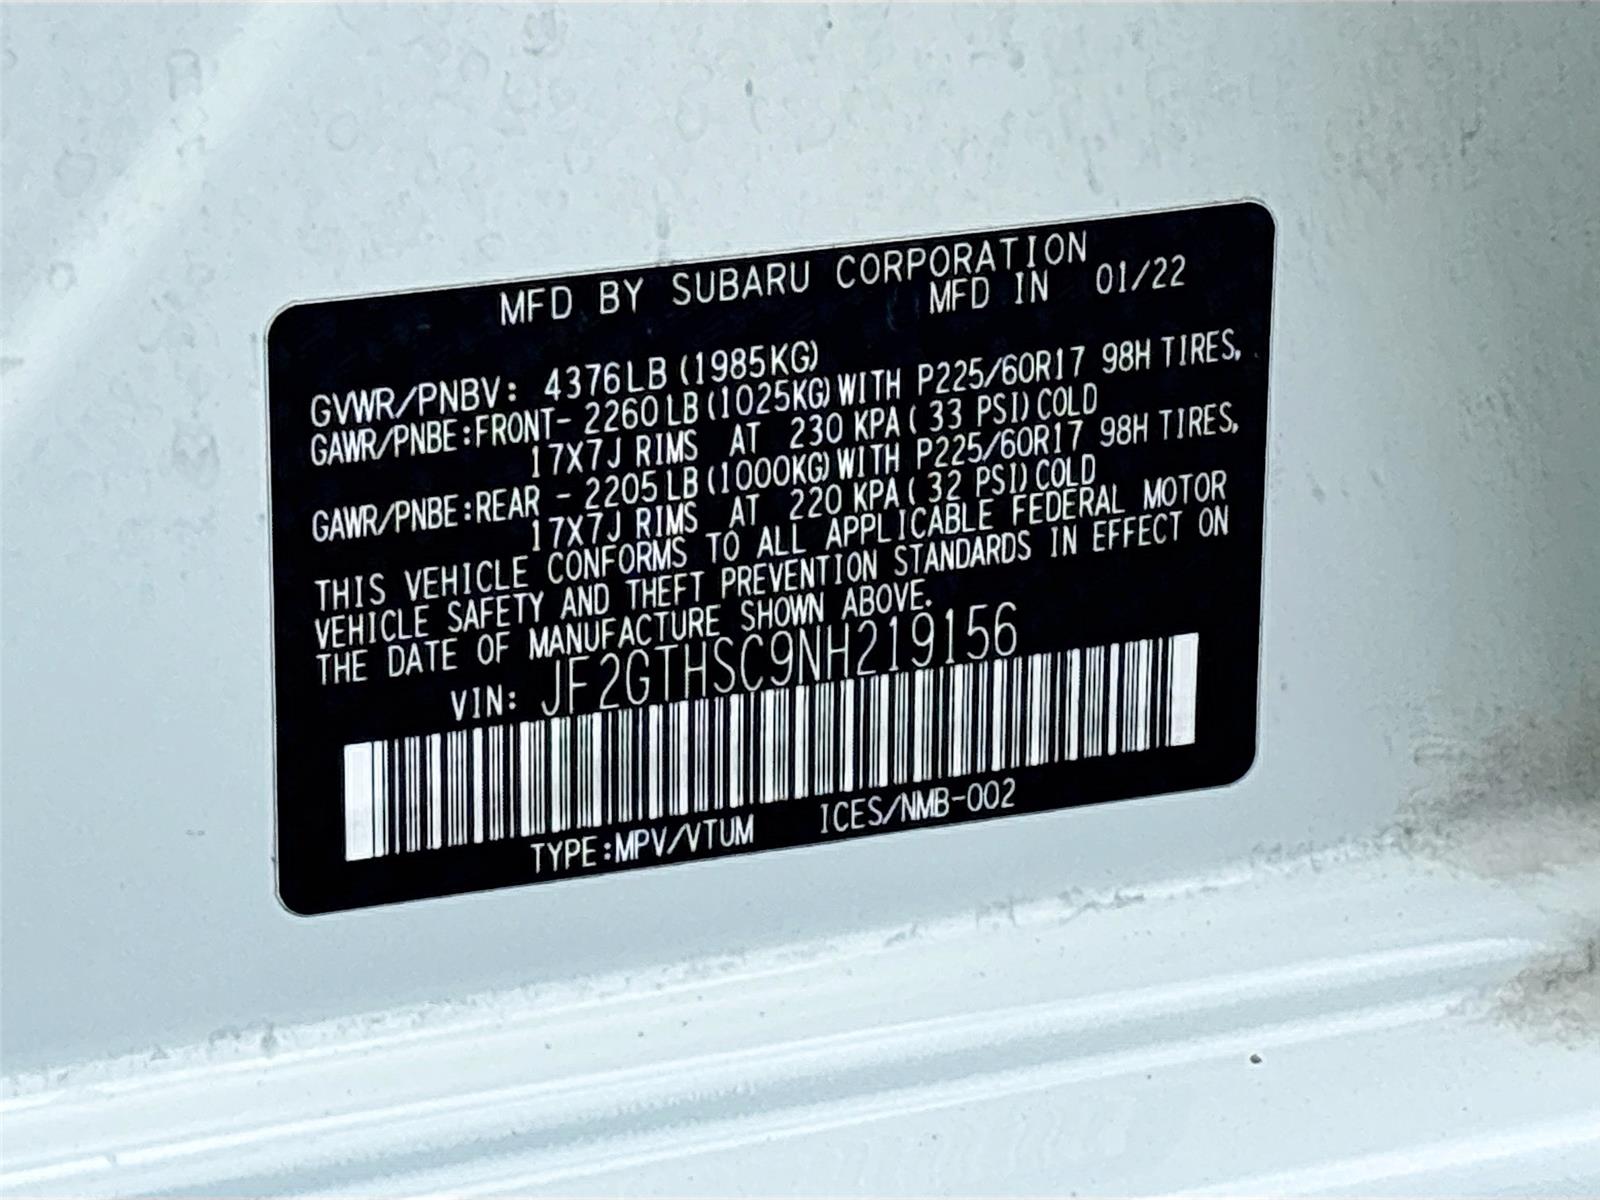 MFD BY SUBARU CORPORATION
MFD IN 01/22
GVWR/PNBV: 4376LB (1985KG)
GAWR/PNBE:FRONT- 2260LB (1025KG) WITH P225/60R17 98H TIRES,
17X7J RIMS AT 230 KPA( 33 PSI)COLD
GAWR/PNBE:REAR - 2205LB (1000KG) WITH P225/60R17 98H TIRES,
17X7J RIMS AT 220 KPA( 32 PSI)COLD
THIS VEHICLE CONFORMS TO ALL APPLICABLE FEDERAL MOTOR
VEHICLE SAFETY AND THEFT PREVENTION STANDARDS IN EFFECT ON
THE DATE OF MANUFACTURE SHOWN ABOVE.
VIN: JF2GTHSC9NH219156
TYPE:MPV/VTUM ICES/NMB-002